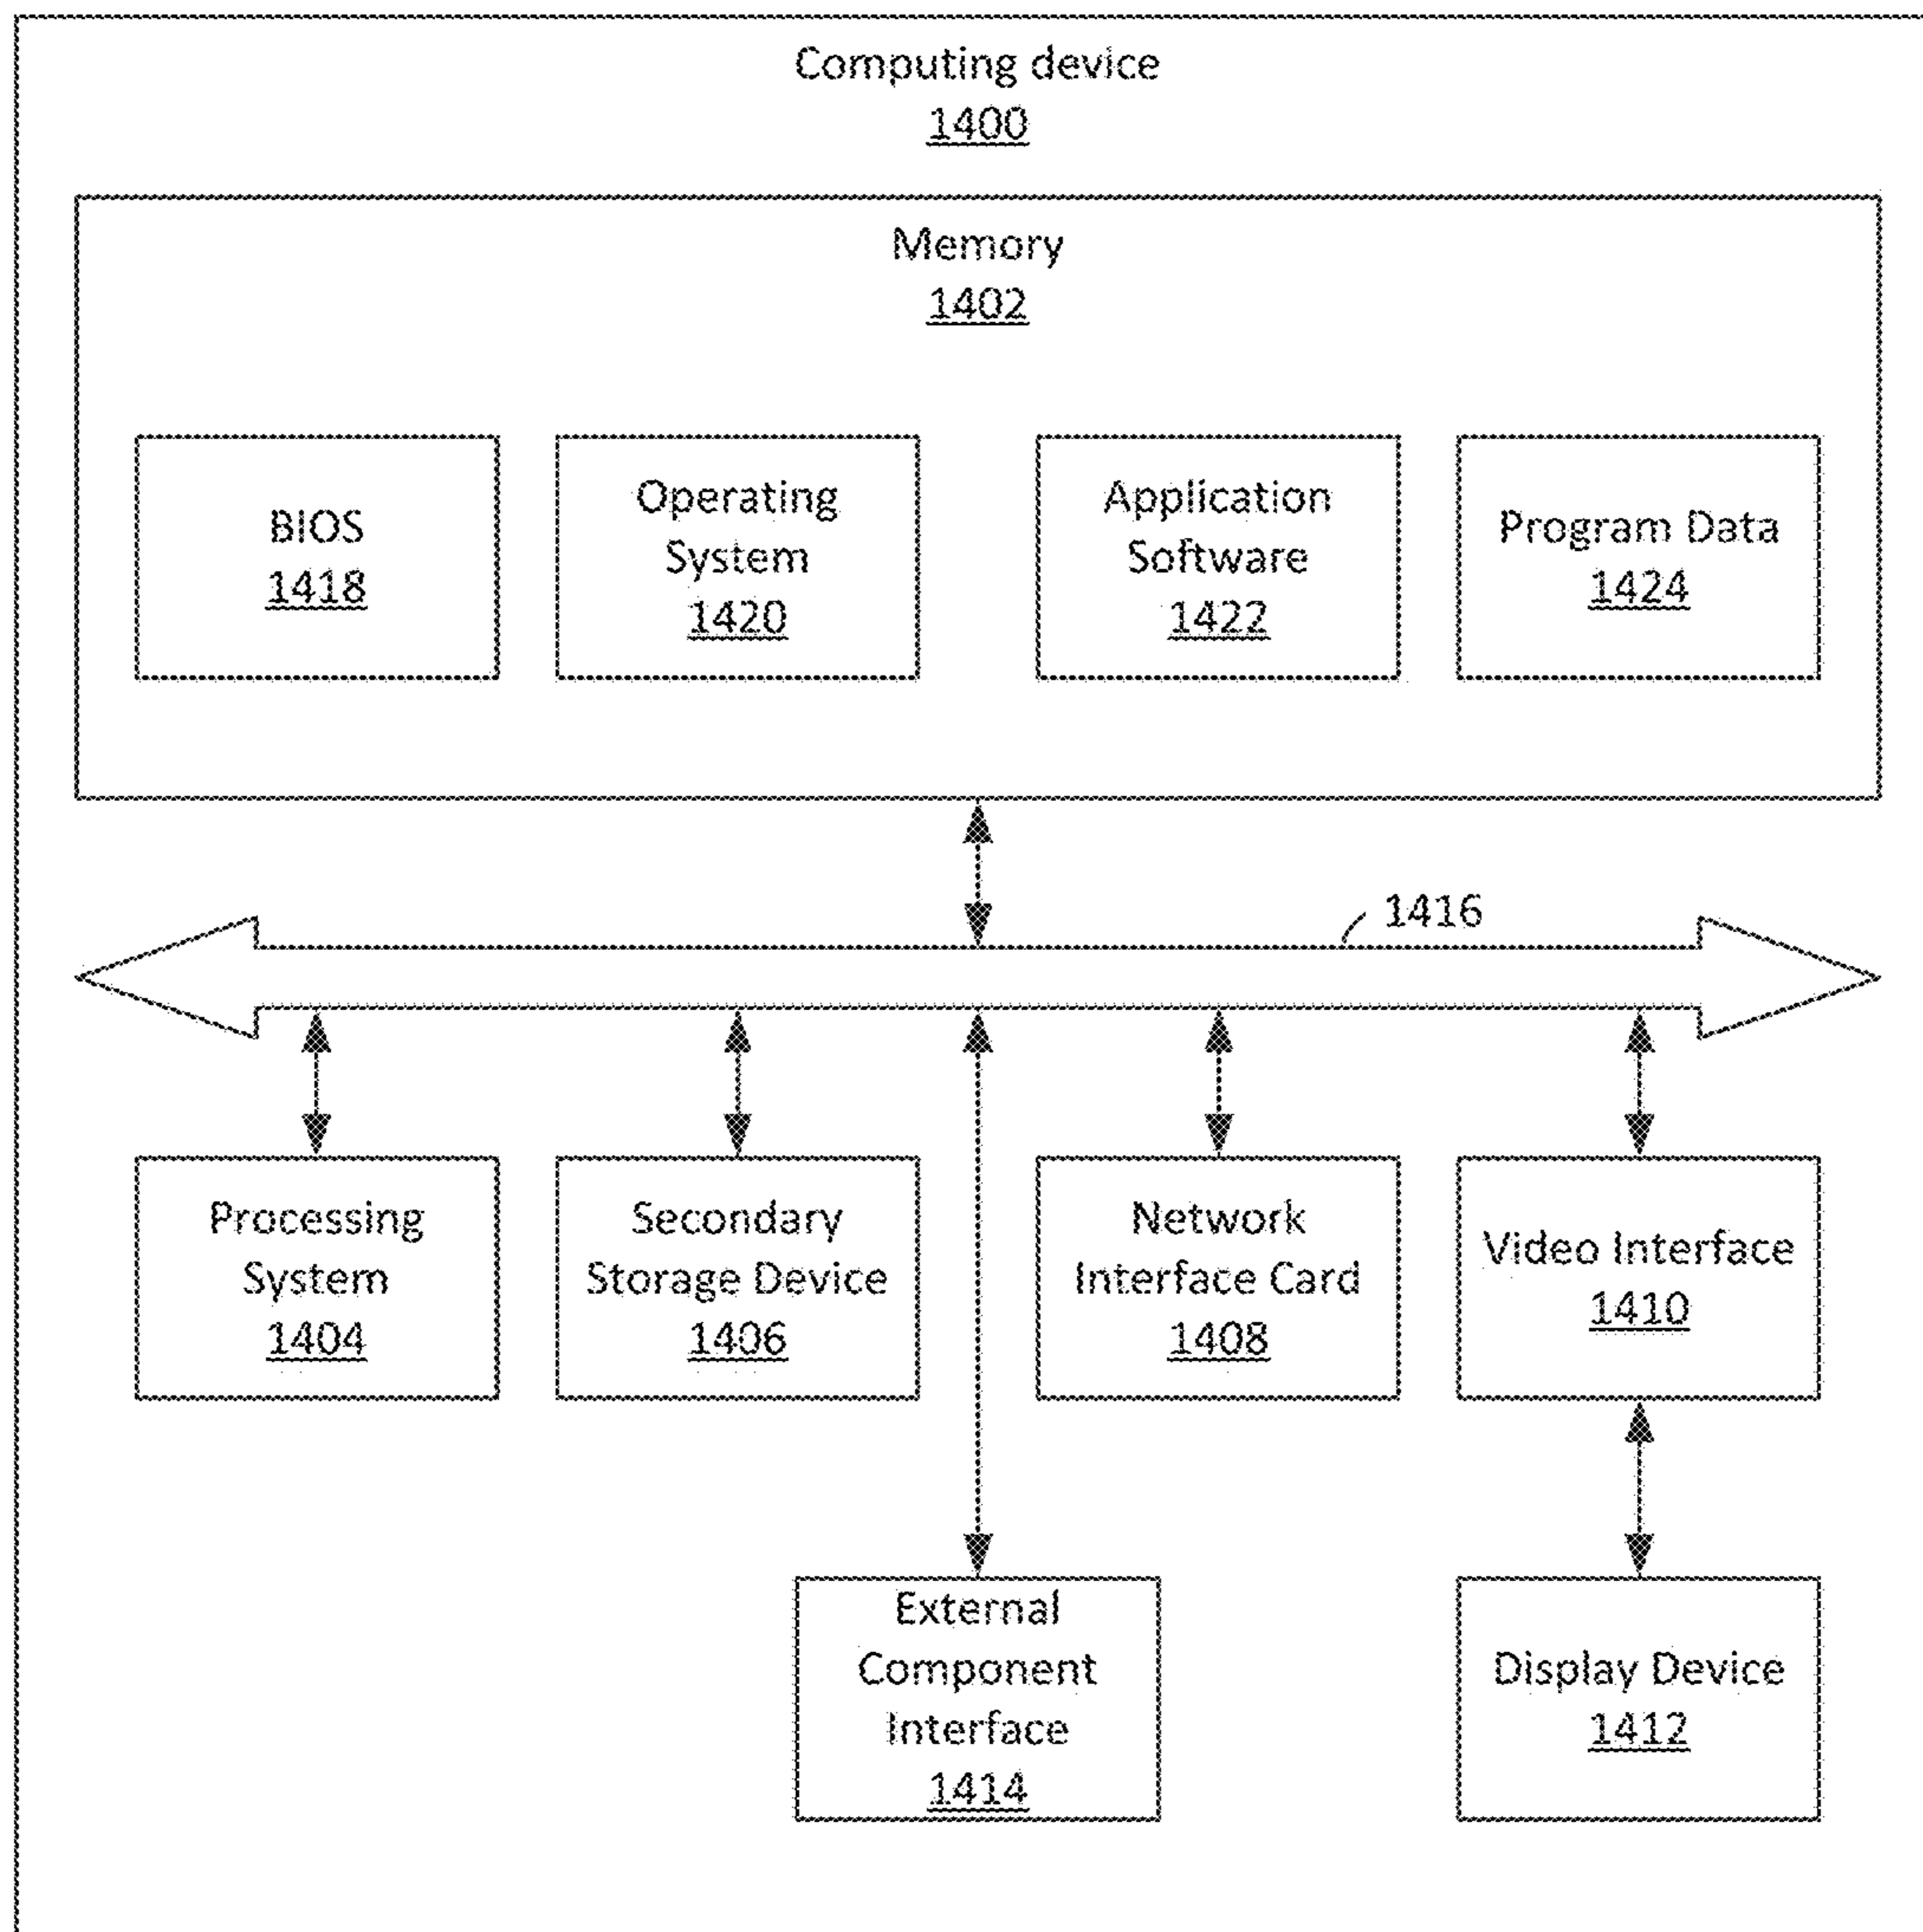 Computing device
1400
Memory
1402
BIOS
1418
Operating
System
1420
Application
Software
1422
Program Data
1424
1416
Processing
System
1404
Secondary
Storage Device
1406
Network
Interface Card
1408
Video Interface
1410
External
Component
Interface
1414
Display Device
1412